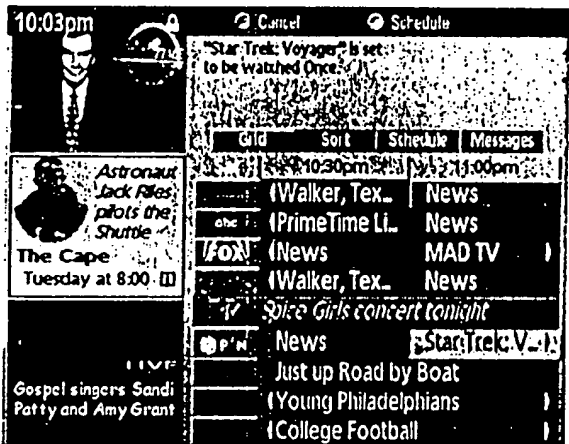 10:03pm
Cancel
Schedule
"Star Trek: Voyager" is set
to be watched Once.
Grid Sort Schedule Messages
10:30pm 11:00pm
Astronaut
Jack Riles
pilots the
Shuttle
The Cape
Tuesday at 8:00
Walker, Tex... News
abc PrimeTime Li... News
FOX News MAD TV
Walker, Tex... News
Spice Girls concert tonight
News Star Trek: V...
Just up Road by Boat
Young Philadelphians
College Football
LIVE
Gospel singers Sandi
Patty and Amy Grant